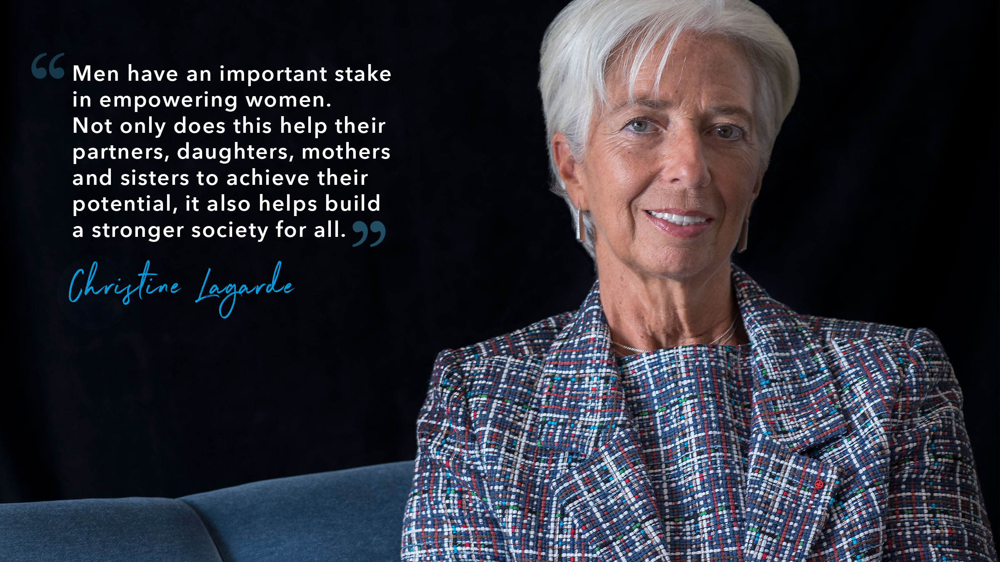 “Men have an important stake
in empowering women.
Not only does this help their
partners, daughters, mothers
and sisters to achieve their
potential, it also helps build
a stronger society for all.”
Christine Lagarde